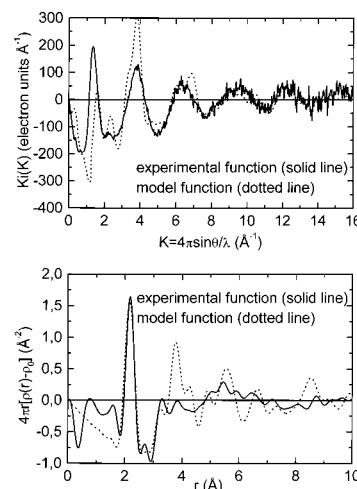 300
200
100
0
-100
-200
-300
-400
Ki(K) (electron units Å⁻¹)
experimental function (solid line)
model function (dotted line)
0 2 4 6 8 10 12 14 16
K=4πsinθ/λ (Å⁻¹)
2,0
1,5
1,0
0,5
0,0
-0,5
-1,0
4πr[ρ(r)-ρ₀] (Å⁻²)
experimental function (solid line)
model function (dotted line)
0 2 4 6 8 10
r (Å)